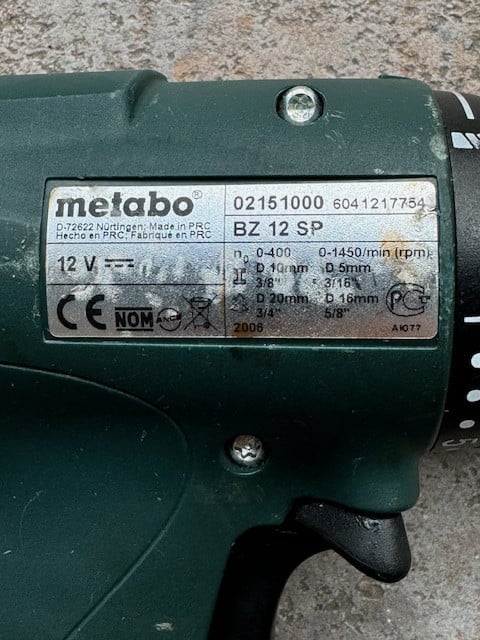 metabo®
D-72622 Nürtingen; Made in PRC
Hecho en PRC; Fabriqué en PRC
12 V
CE NOM ANCE
02151000 6041217754
BZ 12 SP
n₀ 0-400 0-1450/min (rpm)
D 10mm D 5mm
3/8" 3/16"
D 20mm D 16mm
3/4" 5/8"
2006